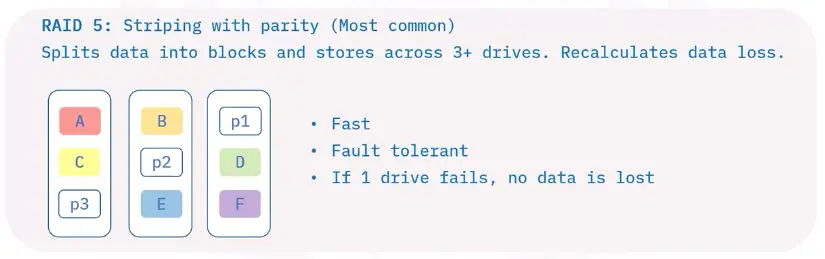 RAID 5: Striping with parity (Most common)
Splits data into blocks and stores across 3+ drives. Recalculates data loss.
A B p1
C p2 D
p3 E F
• Fast
• Fault tolerant
• If 1 drive fails, no data is lost